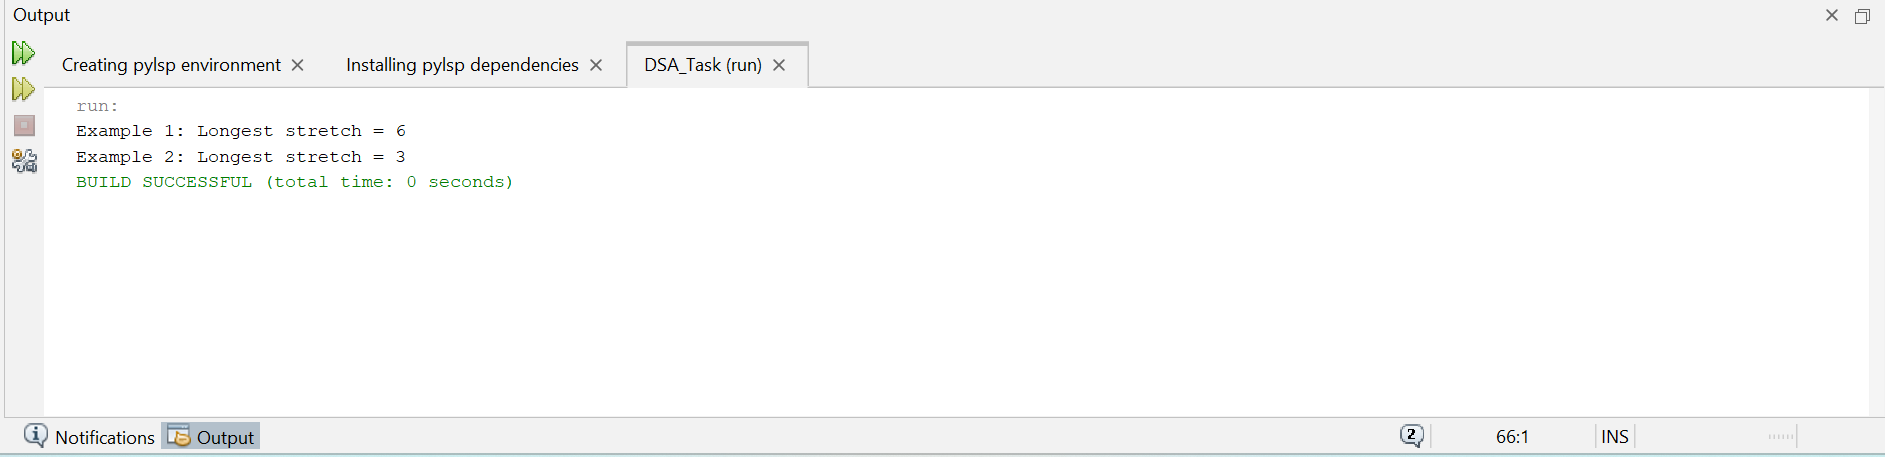 Output
Creating pylsp environment Installing pylsp dependencies DSA_Task (run)
run:
Example 1: Longest stretch = 6
Example 2: Longest stretch = 3
BUILD SUCCESSFUL (total time: 0 seconds)
Notifications Output 2 66:1 INS